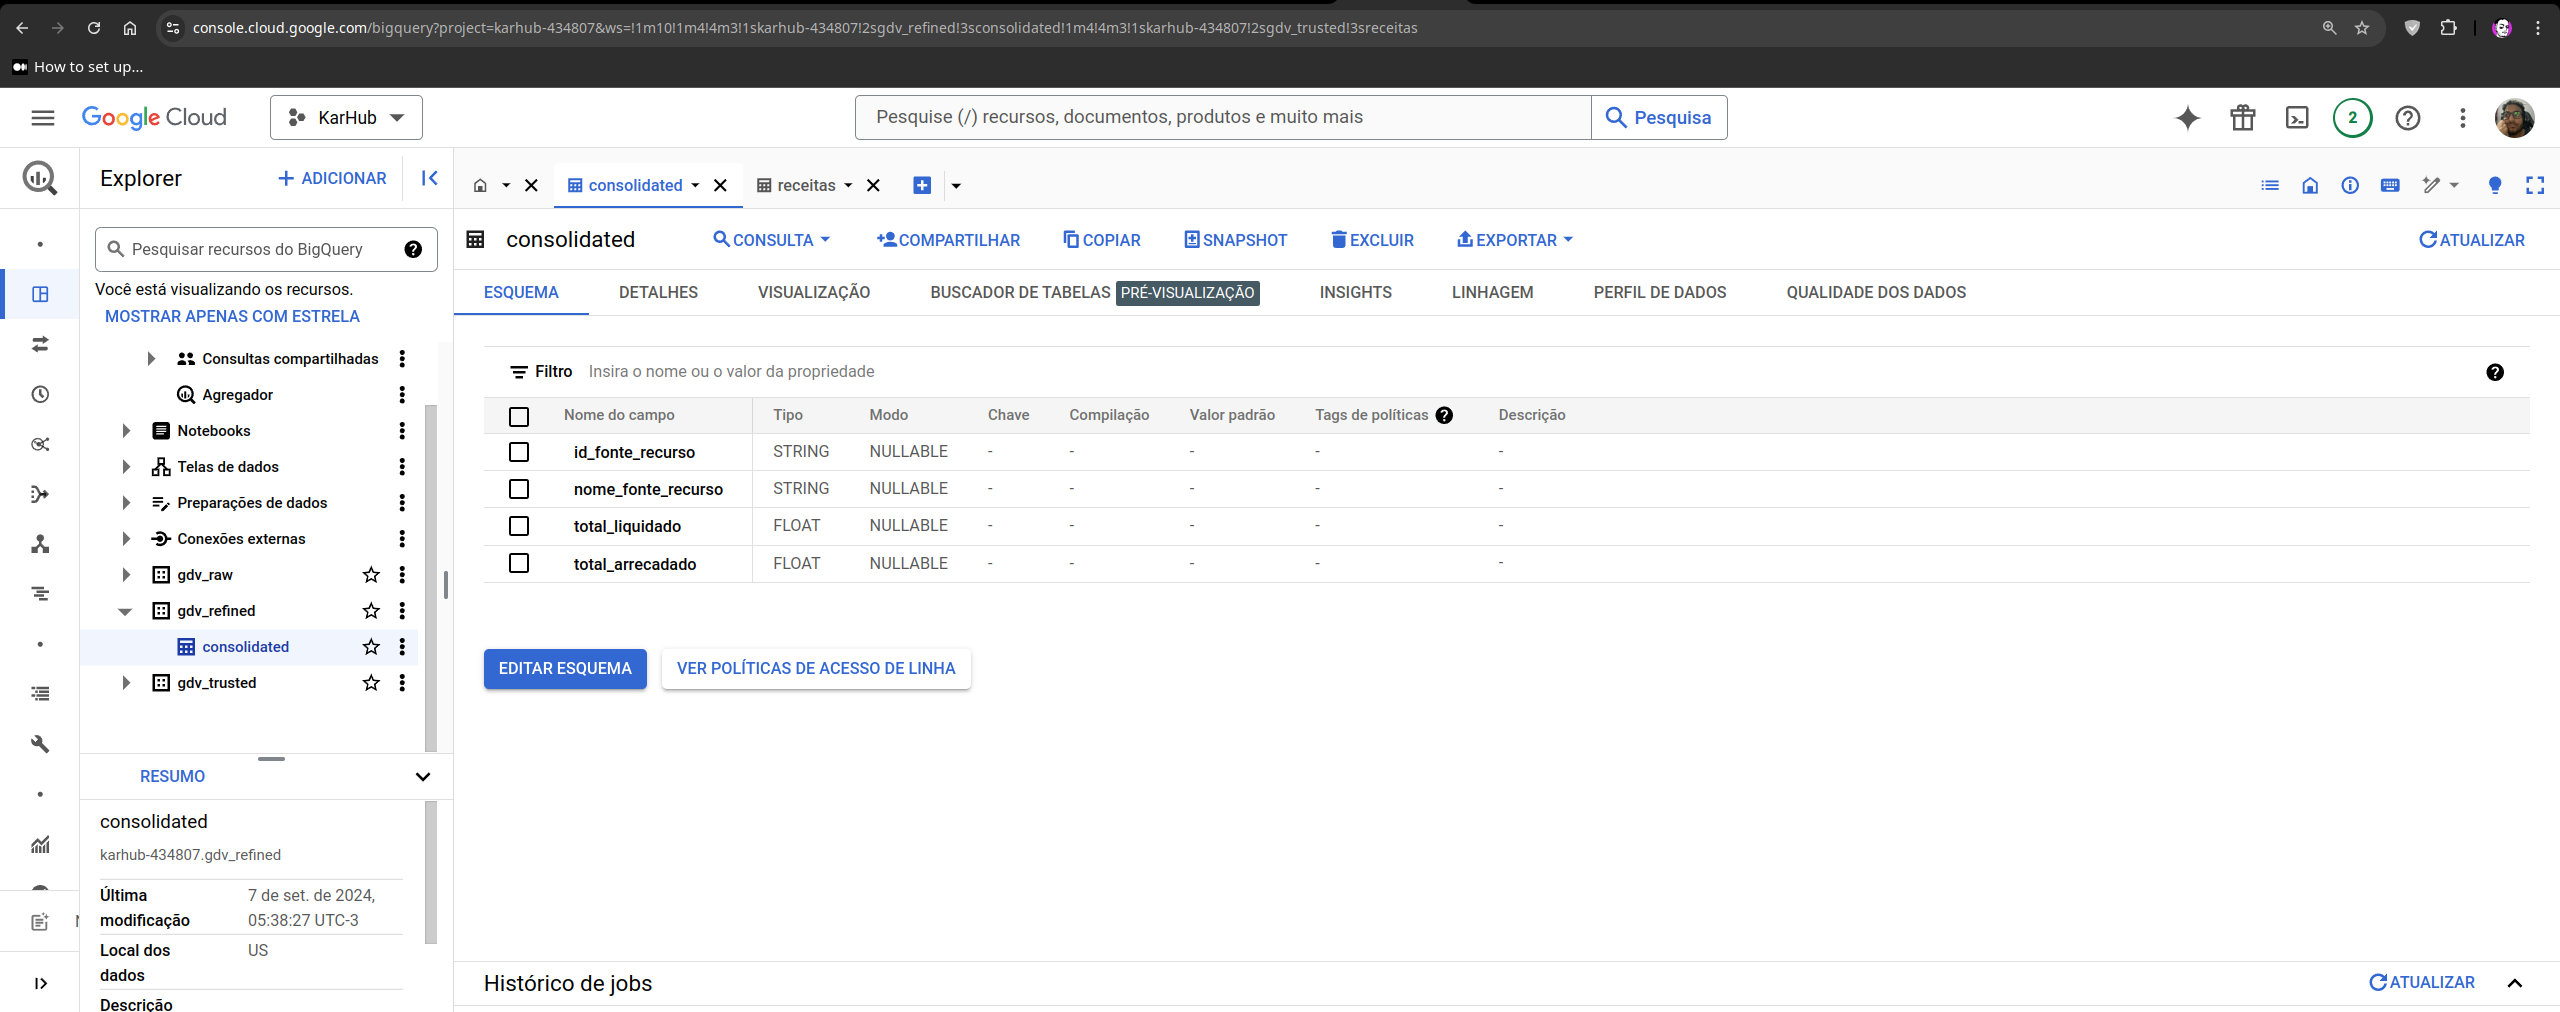 console.cloud.google.com/bigquery?project=karhub-434807&ws=!1m10!1m4!4m3!1skarhub-434807!2sgdv_refined!3sconsolidated!1m4!4m3!1skarhub-434807!2sgdv_trusted!3sreceitas
How to set up...
Google Cloud
KarHub
Pesquise (/) recursos, documentos, produtos e muito mais
Pesquisa
2
Explorer
ADICIONAR
consolidated
receitas
Pesquisar recursos do BigQuery
Você está visualizando os recursos.
MOSTRAR APENAS COM ESTRELA
Consultas compartilhadas
Agregador
Notebooks
Telas de dados
Preparações de dados
Conexões externas
gdv_raw
gdv_refined
consolidated
gdv_trusted
RESUMO
consolidated
karhub-434807.gdv_refined
Última modificação 7 de set. de 2024, 05:38:27 UTC-3
Local dos dados US
Descrição
consolidated
CONSULTA COMPARTILHAR COPIAR SNAPSHOT EXCLUIR EXPORTAR ATUALIZAR
ESQUEMA DETALHES VISUALIZAÇÃO BUSCADOR DE TABELAS PRÉ-VISUALIZAÇÃO INSIGHTS LINHAGEM PERFIL DE DADOS QUALIDADE DOS DADOS
Filtro Insira o nome ou o valor da propriedade
Nome do campo Tipo Modo Chave Compilação Valor padrão Tags de políticas Descrição
id_fonte_recurso STRING NULLABLE - - - - -
nome_fonte_recurso STRING NULLABLE - - - - -
total_liquidado FLOAT NULLABLE - - - - -
total_arrecadado FLOAT NULLABLE - - - - -
EDITAR ESQUEMA VER POLÍTICAS DE ACESSO DE LINHA
Histórico de jobs ATUALIZAR